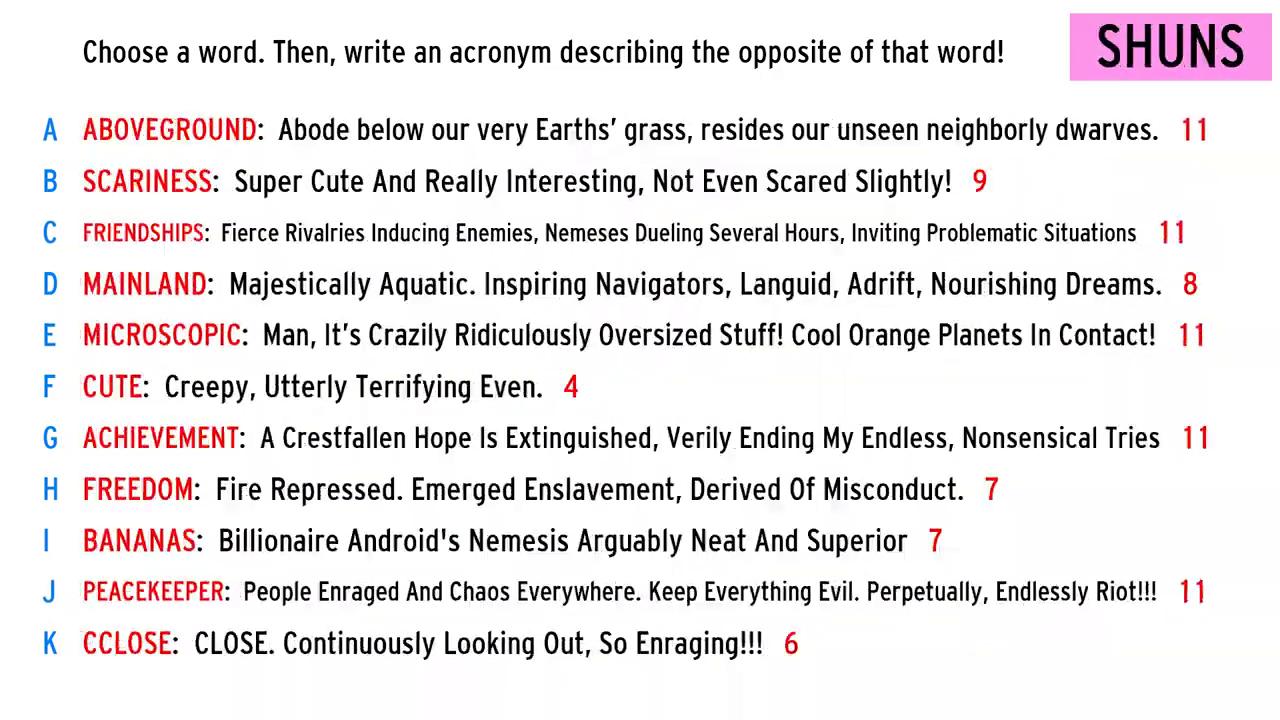 Choose a word. Then, write an acronym describing the opposite of that word!
SHUNS
A ABOVEGROUND: Abode below our very Earths’ grass, resides our unseen neighborly dwarves. 11
B SCARINESS: Super Cute And Really Interesting, Not Even Scared Slightly! 9
C FRIENDSHIPS: Fierce Rivalries Inducing Enemies, Nemeses Dueling Several Hours, Inviting Problematic Situations 11
D MAINLAND: Majestically Aquatic. Inspiring Navigators, Languid, Adrift, Nourishing Dreams. 8
E MICROSCOPIC: Man, It’s Crazily Ridiculously Oversized Stuff! Cool Orange Planets In Contact! 11
F CUTE: Creepy, Utterly Terrifying Even. 4
G ACHIEVEMENT: A Crestfallen Hope Is Extinguished, Verily Ending My Endless, Nonsensical Tries 11
H FREEDOM: Fire Repressed. Emerged Enslavement, Derived Of Misconduct. 7
I BANANAS: Billionaire Android's Nemesis Arguably Neat And Superior 7
J PEACEKEEPER: People Enraged And Chaos Everywhere. Keep Everything Evil. Perpetually, Endlessly Riot!!! 11
K CCLOSE: CLOSE. Continuously Looking Out, So Enraging!!! 6